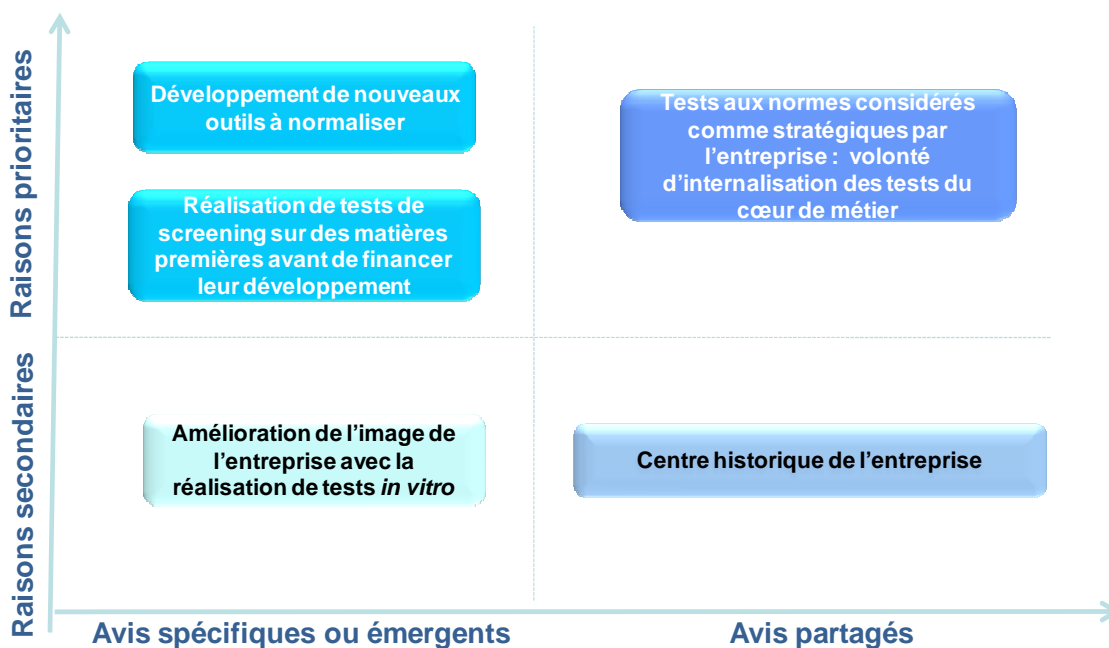 Raisons prioritaires
Développement de nouveaux
outils à normaliser
Réalisation de tests de
screening sur des matières
premières avant de financer
leur développement
Tests aux normes considérés
comme stratégiques par
l'entreprise : volonté
d'internalisation des tests du
cœur de métier
Raisons secondaires
Amélioration de l'image de
l'entreprise avec la
réalisation de tests in vitro
Centre historique de l'entreprise
Avis spécifiques ou émergents
Avis partagés